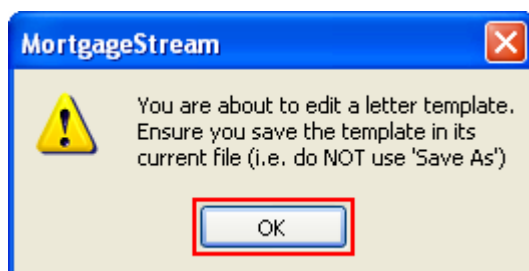 MortgageStream
You are about to edit a letter template.
Ensure you save the template in its
current file (i.e. do NOT use 'Save As')
OK